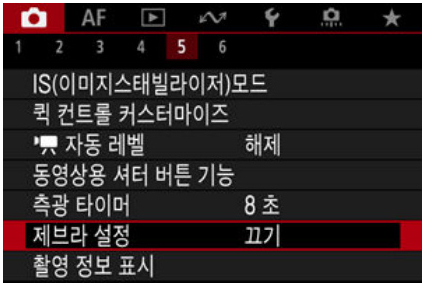 AF
1 2 3 4 5 6
IS(이미지스태빌라이저)모드
퀵 컨트롤 커스터마이즈
자동 레벨 해제
동영상용 셔터 버튼 기능
측광 타이머 8 초
제브라 설정 끄기
촬영 정보 표시